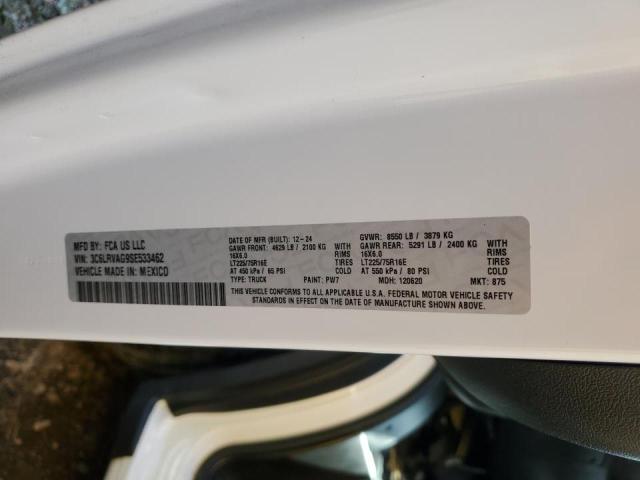 MFD BY: FCA US LLC
VIN: 3C6LRVAG9SE533462
VEHICLE MADE IN: MEXICO
DATE OF MFR (BUILT): 12-24
GAWR FRONT: 4629 LB / 2100 KG WITH
16X6.0 RIMS
LT225/75R16E TIRES
AT 450 kPa / 65 PSI COLD
TYPE: TRUCK PAINT: PW7
GVWR: 8550 LB / 3879 KG
GAWR REAR: 5291 LB / 2400 KG WITH
16X6.0 RIMS
LT225/75R16E TIRES
AT 550 kPa / 80 PSI COLD
MDH: 120620 MKT: 875
THIS VEHICLE CONFORMS TO ALL APPLICABLE U.S.A. FEDERAL MOTOR VEHICLE SAFETY
STANDARDS IN EFFECT ON THE DATE OF MANUFACTURE SHOWN ABOVE.